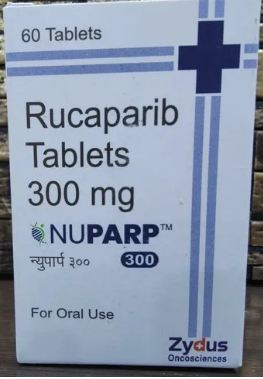 60 Tablets
Rucaparib
Tablets
300 mg
NUPARP™
न्युपार्प ३०० 300
For Oral Use
Zydus
Oncosciences